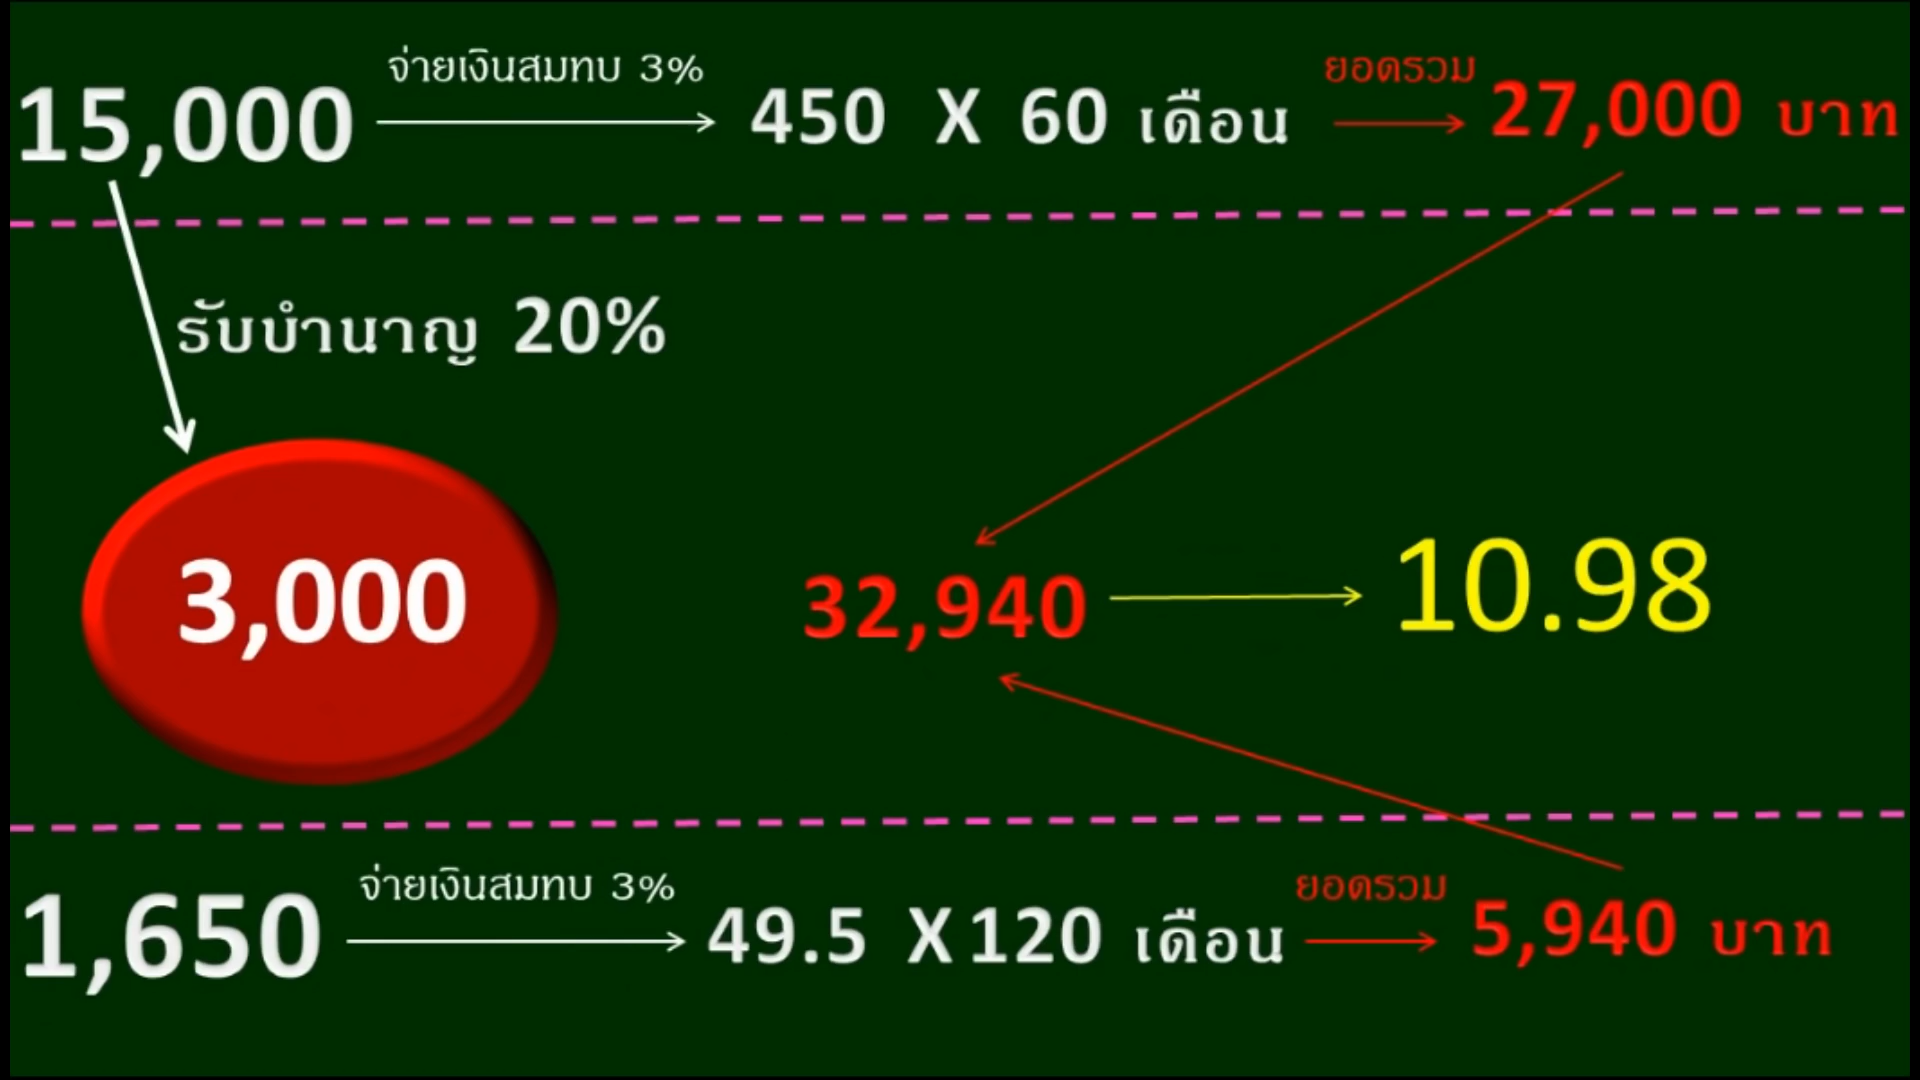 15,000 จ่ายเงินสมทบ 3% 450 X 60 เดือน ยอดรวม 27,000 บาท
รับบำนาญ 20%
3,000 32,940 10.98
1,650 จ่ายเงินสมทบ 3% 49.5 X 120 เดือน ยอดรวม 5,940 บาท